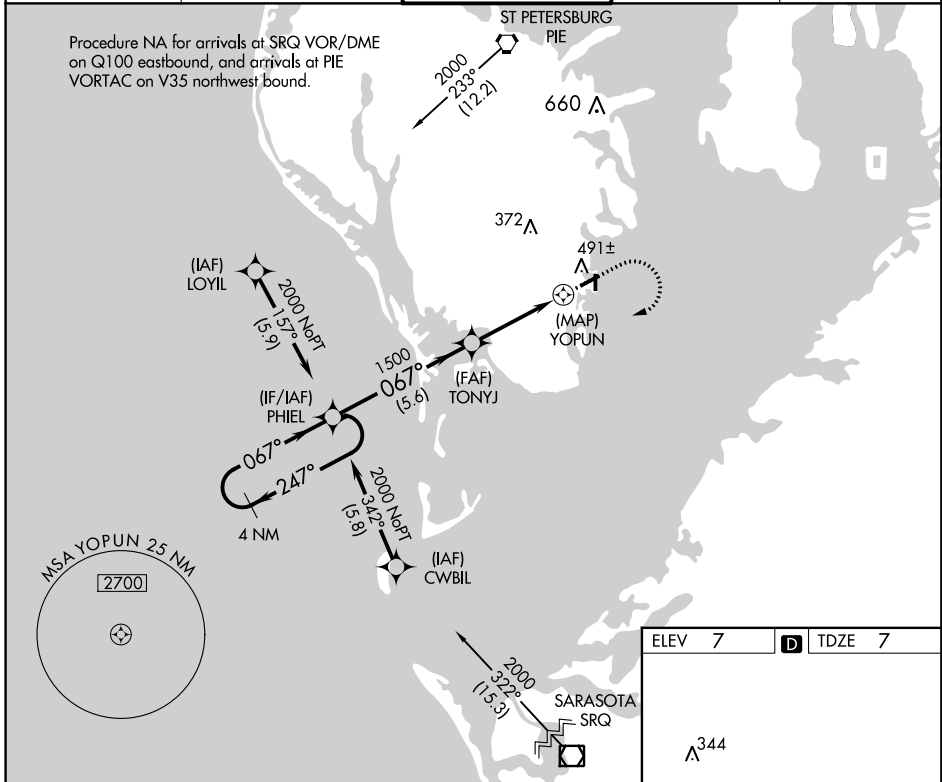 Procedure NA for arrivals at SRQ VOR/DME
on Q100 eastbound, and arrivals at PIE
VORTAC on V35 northwest bound.
ST PETERSBURG
PIE
2000
233°
(12.2)
660
372
491±
(IAF)
LOYIL
2000 NoPT
157°
(5.9)
(MAP)
YOPUN
1500
067°
(5.6)
(FAF)
TONYJ
(IF/IAF)
PHIEL
067°
247°
4 NM
2000 NoPT
342°
(5.8)
(IAF)
CWBIL
MSA YOPUN 25 NM
2700
2000
322°
(15.3)
SARASOTA
SRQ
ELEV 7 D TDZE 7
344